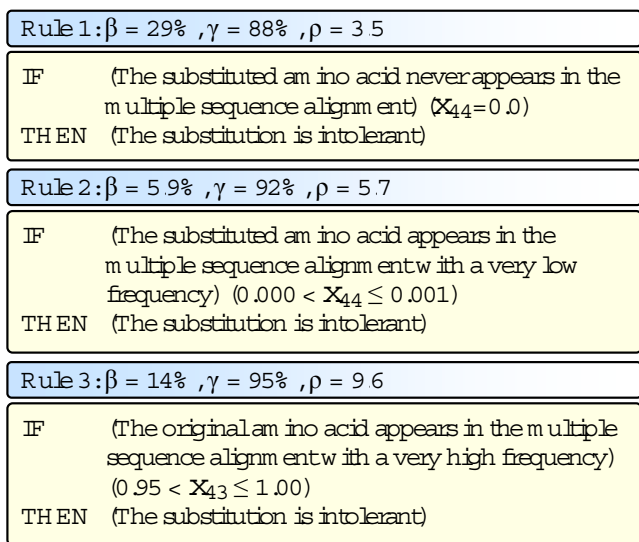 Rule 1: β = 29% , γ = 88% , ρ = 3.5
IF (The substituted amino acid never appears in the
multiple sequence alignment) (X44=0.0)
THEN (The substitution is intolerant)
Rule 2: β = 5.9% , γ = 92% , ρ = 5.7
IF (The substituted amino acid appears in the
multiple sequence alignment with a very low
frequency) (0.000 < X44 ≤ 0.001)
THEN (The substitution is intolerant)
Rule 3: β = 14% , γ = 95% , ρ = 9.6
IF (The original amino acid appears in the multiple
sequence alignment with a very high frequency)
(0.95 < X43 ≤ 1.00)
THEN (The substitution is intolerant)